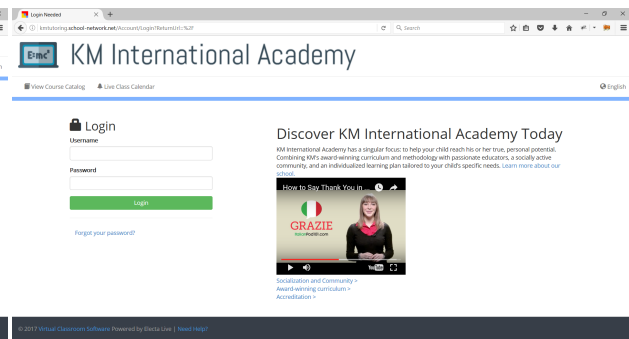 Login Needed
kmtutoring.school-network.net/Account/Login?ReturnUrl=%2F
Search
E=mc²
KM International Academy
View Course Catalog
Live Class Calendar
English
Login
Username
Password
Login
Forgot your password?
Discover KM International Academy Today
KM International Academy has a singular focus: to help your child reach his or her true, personal potential.
Combining KM's award-winning curriculum and methodology with passionate educators, a socially active
community, and an individualized learning plan tailored to your child's specific needs. Learn more about our
school.
How to Say Thank You in ...
GRAZIE
YouTube
Socialization and Community >
Award-winning curriculum >
Accreditation >
© 2017 Virtual Classroom Software Powered by Electa Live | Need Help?